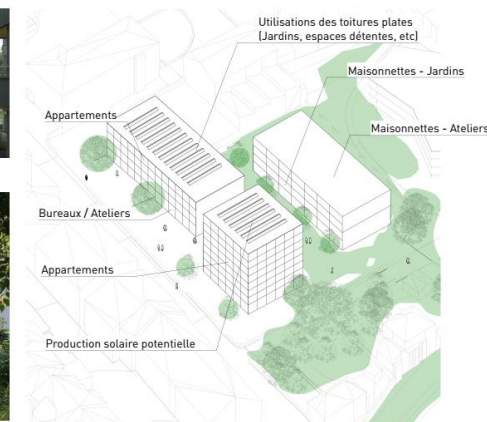 Utilisations des toitures plates
(Jardins, espaces détentes, etc)
Maisonnettes - Jardins
Appartements
Maisonnettes - Ateliers
Bureaux / Ateliers
Appartements
Production solaire potentielle